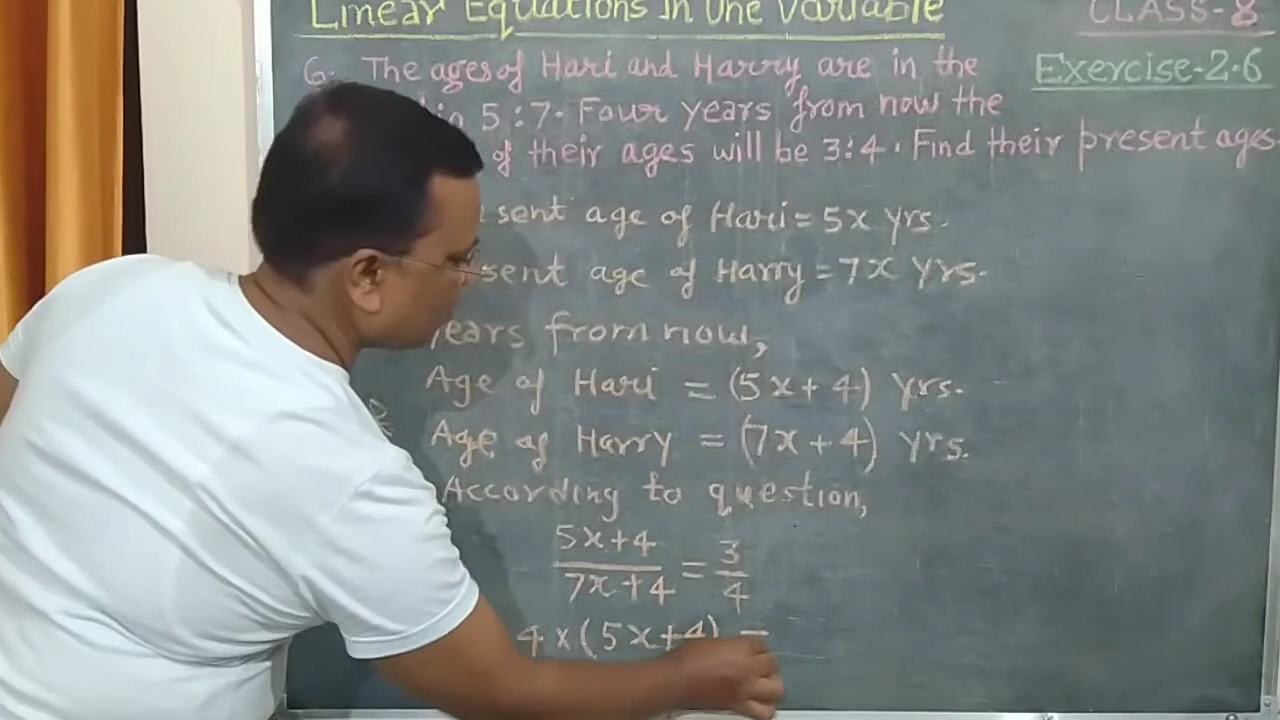 Linear Equations in One Variable
CLASS-8
6. The ages of Hari and Harry are in the
Exercise-2.6
5:7. Four years from now the
of their ages will be 3:4. Find their present ages
age of Hari = 5x yrs.
age of Harry = 7x yrs.
years from now,
Age of Hari = (5x+4) yrs.
Age of Harry = (7x+4) yrs.
According to question,
5x+4/7x+4 = 3/4
4x(5x+4) =